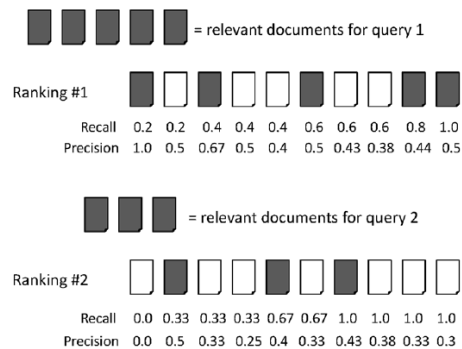 = relevant documents for query 1
Ranking #1
Recall 0.2 0.2 0.4 0.4 0.4 0.6 0.6 0.6 0.8 1.0
Precision 1.0 0.5 0.67 0.5 0.4 0.5 0.43 0.38 0.44 0.5
= relevant documents for query 2
Ranking #2
Recall 0.0 0.33 0.33 0.33 0.67 0.67 1.0 1.0 1.0 1.0
Precision 0.0 0.5 0.33 0.25 0.4 0.33 0.43 0.38 0.33 0.3